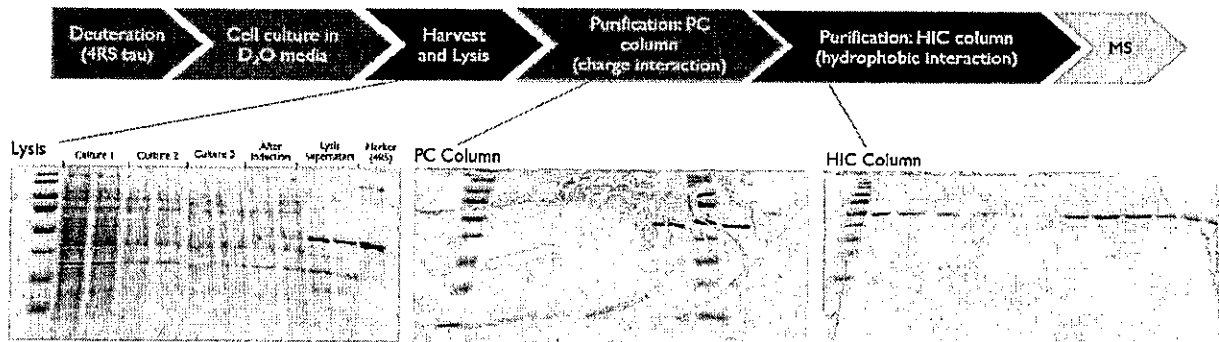 Deuteration
(4RS tau)
Cell culture in
D₂O media
Harvest
and Lysis
Purification: PC
column
(charge interaction)
Purification: HIC column
(hydrophobic interaction)
MS
Lysis
Culture 1
Culture 2
Culture 3
After
Induction
Lysis
Supernatant
Marker
(4RS)
PC Column
HIC Column